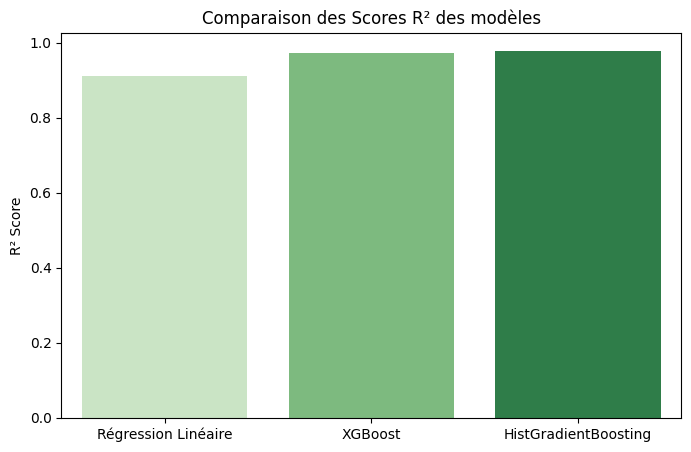 Comparaison des Scores R² des modèles
R² Score
1.0
0.8
0.6
0.4
0.2
0.0
Régression Linéaire
XGBoost
HistGradientBoosting